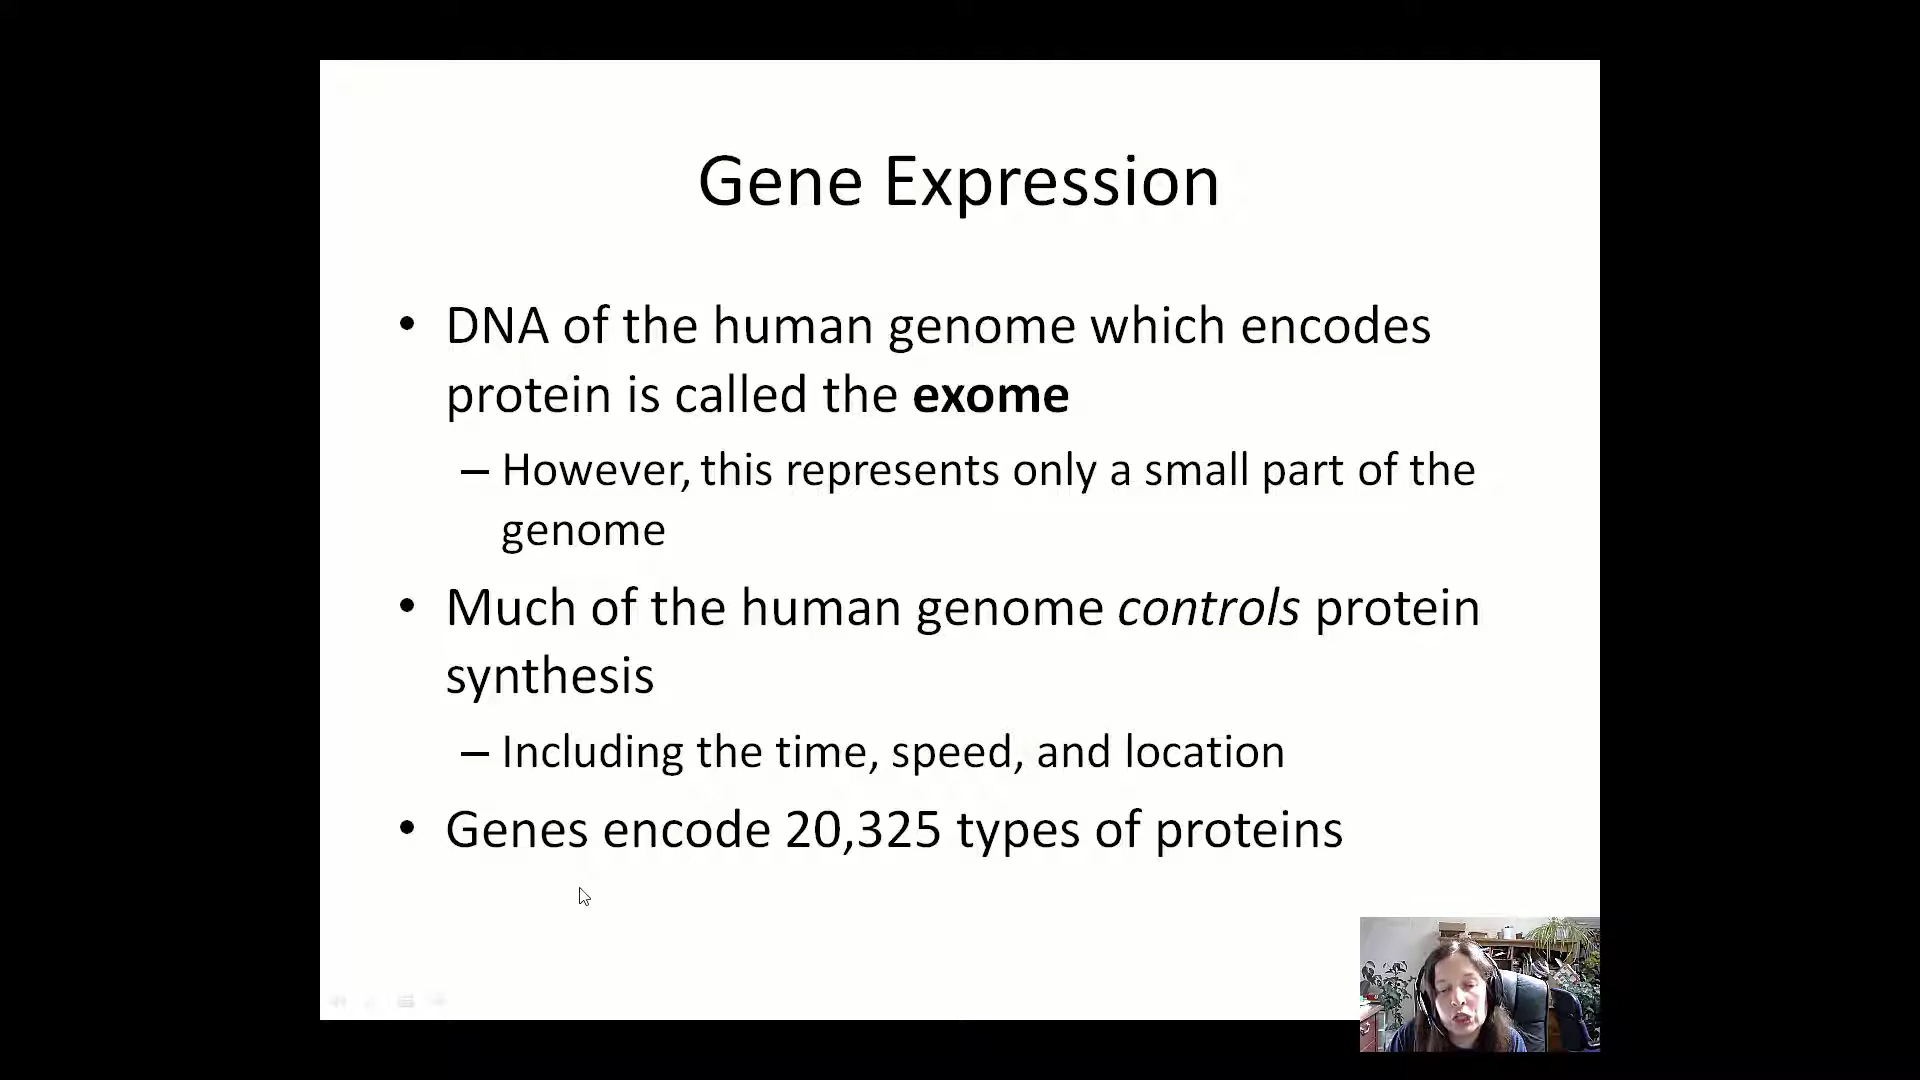 Gene Expression
• DNA of the human genome which encodes
protein is called the exome
– However, this represents only a small part of the
genome
• Much of the human genome controls protein
synthesis
– Including the time, speed, and location
• Genes encode 20,325 types of proteins